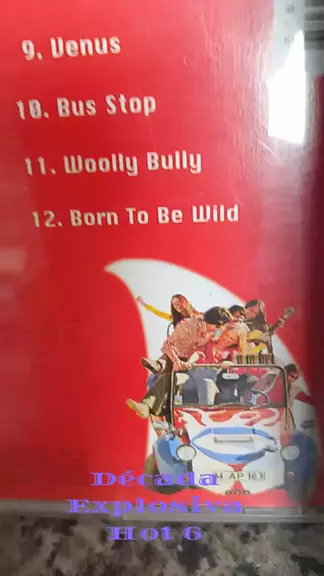 9. Venus
10. Bus Stop
11. Woolly Bully
12. Born To Be Wild
Década
Explosiva
Hot 6